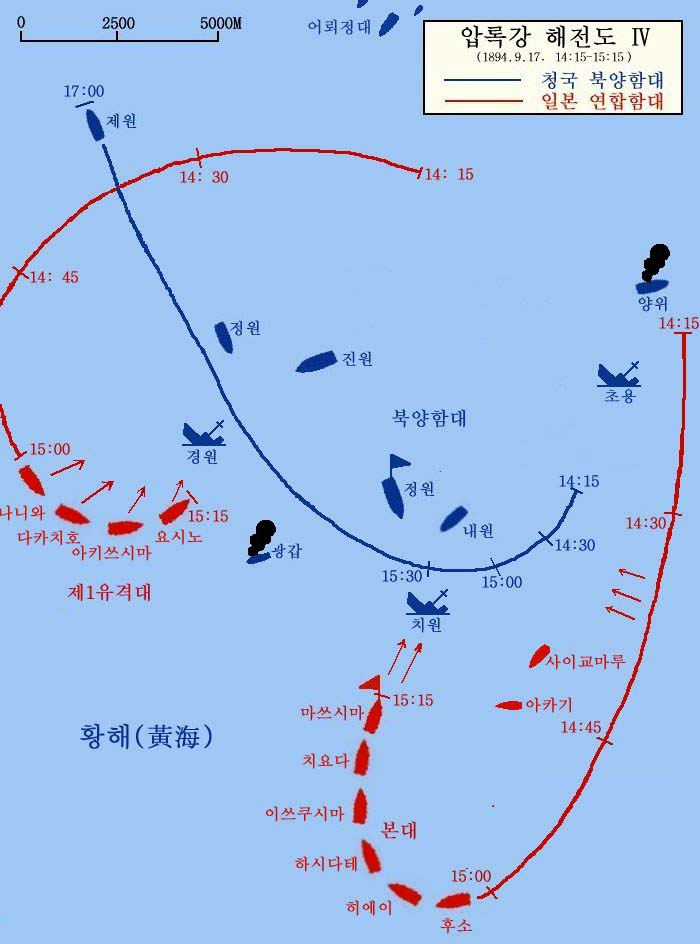 0 2500 5000M
어뢰정대
압록강 해전도 Ⅳ
(1894.9.17. 14:15-15:15)
청국 북양함대
일본 연합함대
17:00
제원
14:30
14:15
14:45
양위
14:15
정원
진원
초용
북양함대
경원
15:00
정원
14:15
나니와
다카치호
아키쓰시마
요시노
15:15
내원
14:30
14:30
광갑
15:30
15:00
제1유격대
치원
사이교마루
15:15
아카기
마쓰시마
14:45
황해(黃海)
치요다
이쓰쿠시마
본대
하시다테
15:00
히에이
후소